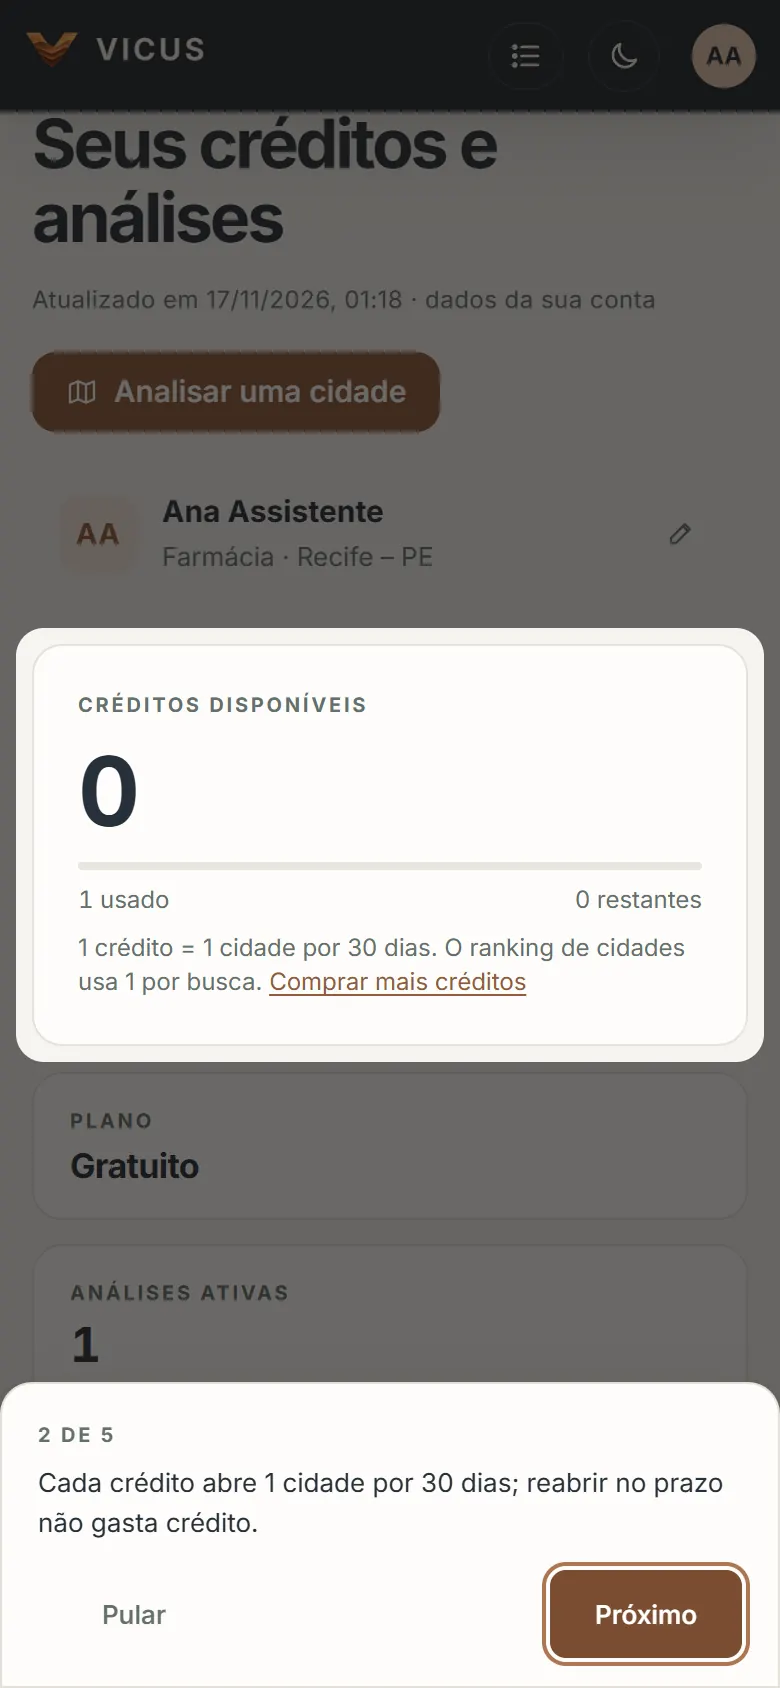 VICUS
AA
Seus créditos e
análises
Atualizado em 17/11/2026, 01:18 · dados da sua conta
Analisar uma cidade
AA
Ana Assistente
Farmácia · Recife – PE
CRÉDITOS DISPONÍVEIS
0
1 usado
0 restantes
1 crédito = 1 cidade por 30 dias. O ranking de cidades
usa 1 por busca. Comprar mais créditos
PLANO
Gratuito
ANÁLISES ATIVAS
1
2 DE 5
Cada crédito abre 1 cidade por 30 dias; reabrir no prazo
não gasta crédito.
Pular
Próximo